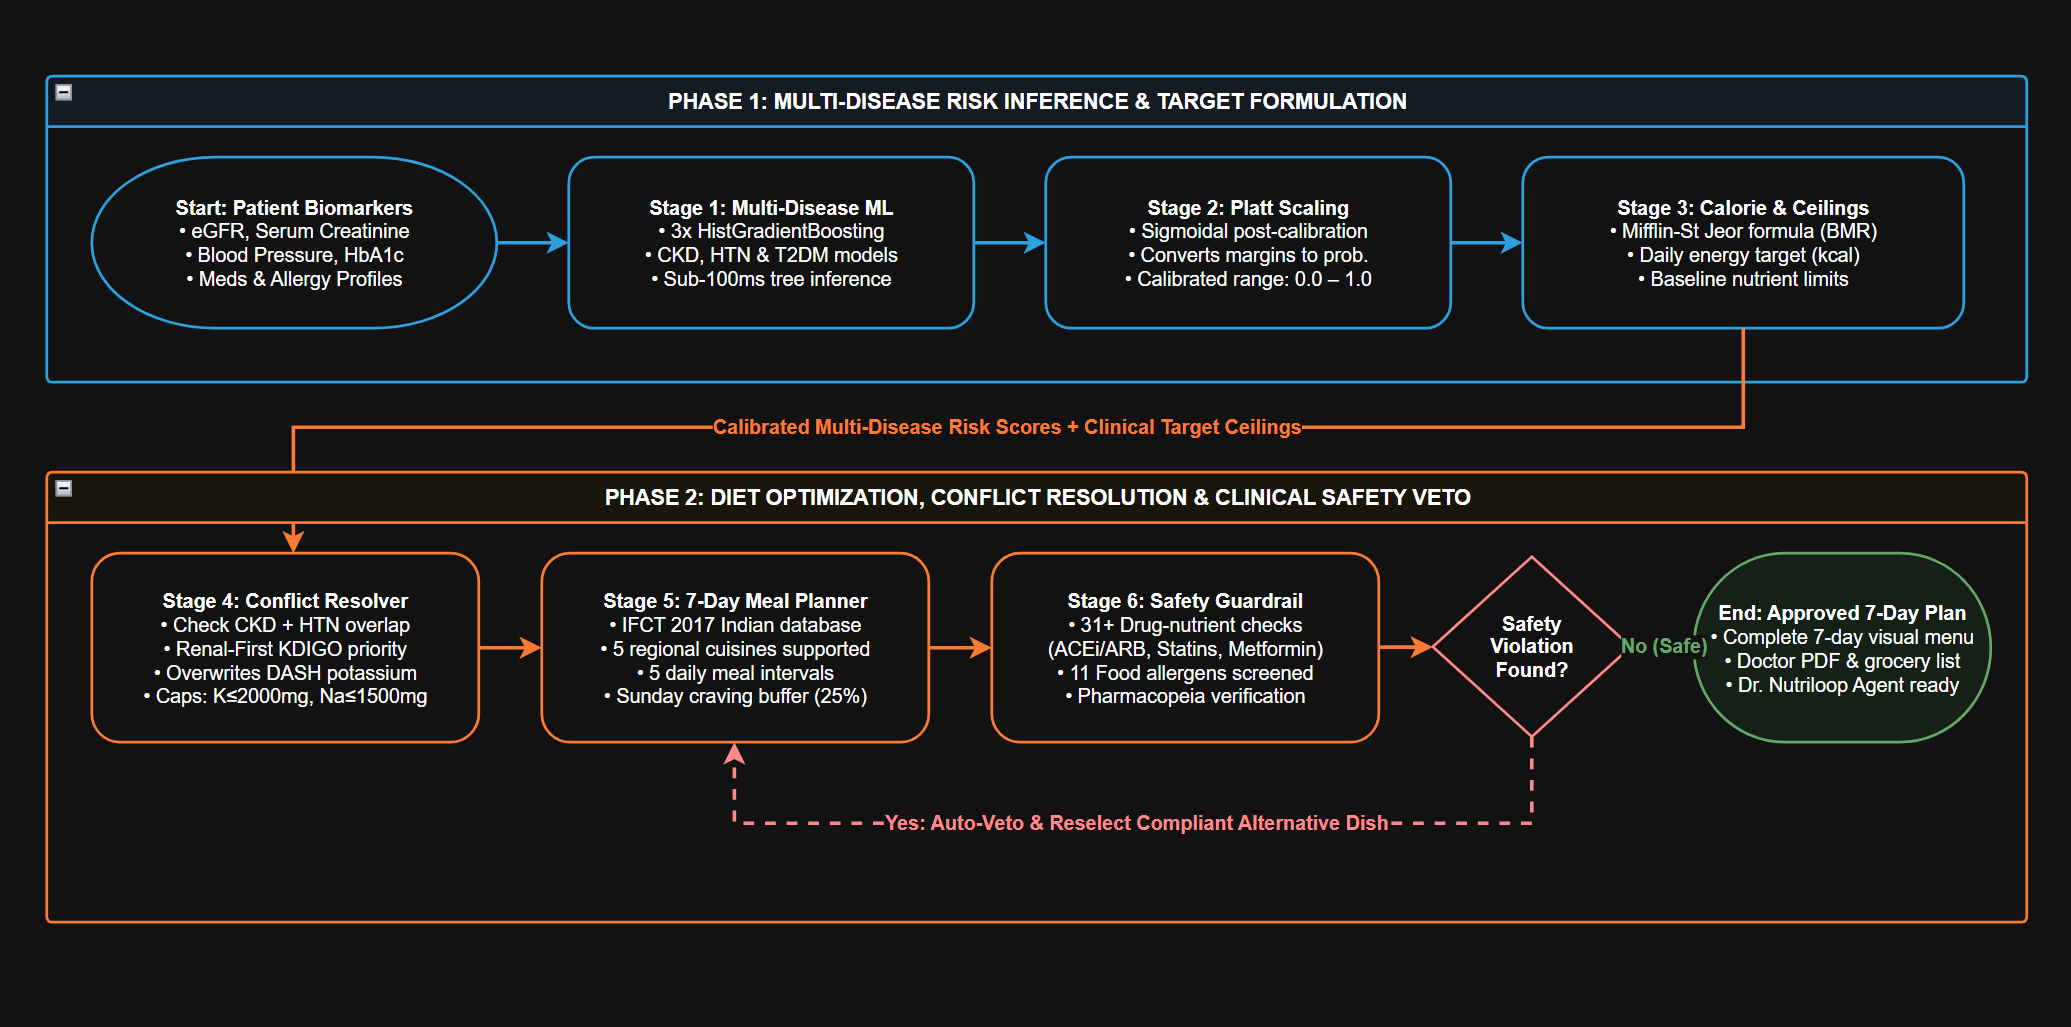 PHASE 1: MULTI-DISEASE RISK INFERENCE & TARGET FORMULATION
Start: Patient Biomarkers
• eGFR, Serum Creatinine
• Blood Pressure, HbA1c
• Meds & Allergy Profiles
Stage 1: Multi-Disease ML
• 3x HistGradientBoosting
• CKD, HTN & T2DM models
• Sub-100ms tree inference
Stage 2: Platt Scaling
• Sigmoidal post-calibration
• Converts margins to prob.
• Calibrated range: 0.0 – 1.0
Stage 3: Calorie & Ceilings
• Mifflin-St Jeor formula (BMR)
• Daily energy target (kcal)
• Baseline nutrient limits
Calibrated Multi-Disease Risk Scores + Clinical Target Ceilings
PHASE 2: DIET OPTIMIZATION, CONFLICT RESOLUTION & CLINICAL SAFETY VETO
Stage 4: Conflict Resolver
• Check CKD + HTN overlap
• Renal-First KDIGO priority
• Overwrites DASH potassium
• Caps: K≤2000mg, Na≤1500mg
Stage 5: 7-Day Meal Planner
• IFCT 2017 Indian database
• 5 regional cuisines supported
• 5 daily meal intervals
• Sunday craving buffer (25%)
Stage 6: Safety Guardrail
• 31+ Drug-nutrient checks
(ACEi/ARB, Statins, Metformin)
• 11 Food allergens screened
• Pharmacopeia verification
Safety
Violation
Found?
No (Safe)
End: Approved 7-Day Plan
• Complete 7-day visual menu
• Doctor PDF & grocery list
• Dr. Nutriloop Agent ready
Yes: Auto-Veto & Reselect Compliant Alternative Dish